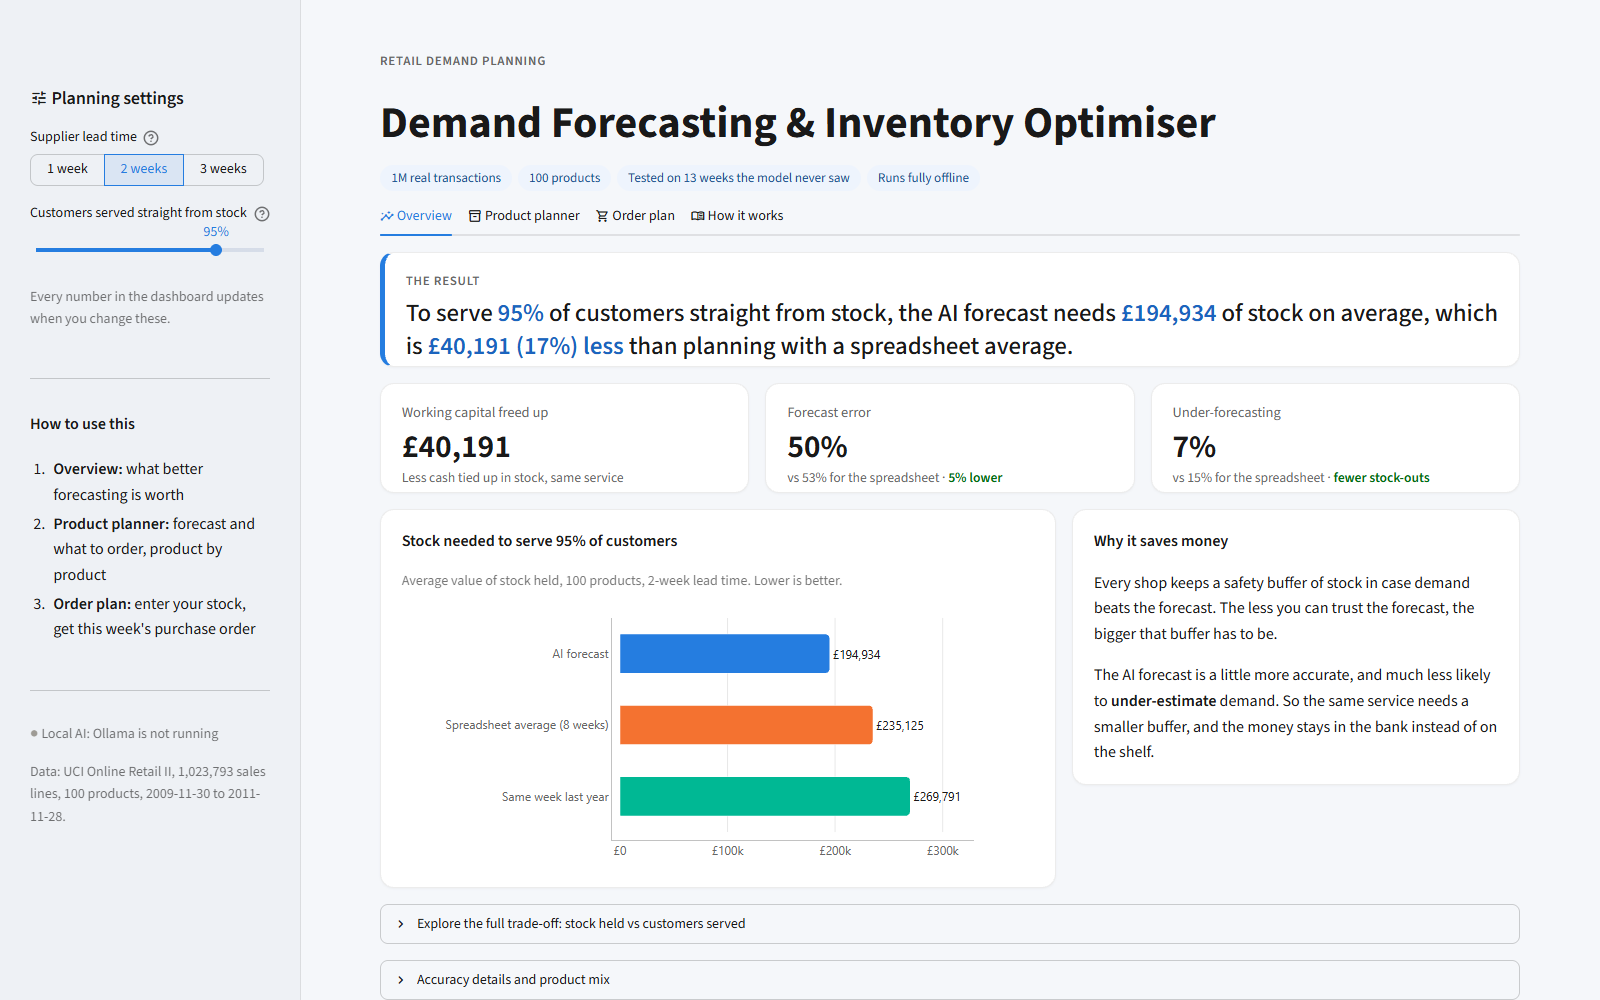 Planning settings
Supplier lead time
1 week 2 weeks 3 weeks
Customers served straight from stock
95%
Every number in the dashboard updates
when you change these.
How to use this
1. Overview: what better
forecasting is worth
2. Product planner: forecast and
what to order, product by
product
3. Order plan: enter your stock,
get this week's purchase order
Local AI: Ollama is not running
Data: UCI Online Retail II, 1,023,793 sales
lines, 100 products, 2009-11-30 to 2011-
11-28.
RETAIL DEMAND PLANNING
Demand Forecasting & Inventory Optimiser
1M real transactions 100 products Tested on 13 weeks the model never saw Runs fully offline
Overview Product planner Order plan How it works
THE RESULT
To serve 95% of customers straight from stock, the AI forecast needs £194,934 of stock on average, which
is £40,191 (17%) less than planning with a spreadsheet average.
Working capital freed up
£40,191
Less cash tied up in stock, same service
Forecast error
50%
vs 53% for the spreadsheet · 5% lower
Under-forecasting
7%
vs 15% for the spreadsheet · fewer stock-outs
Stock needed to serve 95% of customers
Average value of stock held, 100 products, 2-week lead time. Lower is better.
AI forecast £194,934
Spreadsheet average (8 weeks) £235,125
Same week last year £269,791
£0 £100k £200k £300k
Why it saves money
Every shop keeps a safety buffer of stock in case demand
beats the forecast. The less you can trust the forecast, the
bigger that buffer has to be.
The AI forecast is a little more accurate, and much less likely
to under-estimate demand. So the same service needs a
smaller buffer, and the money stays in the bank instead of on
the shelf.
Explore the full trade-off: stock held vs customers served
Accuracy details and product mix